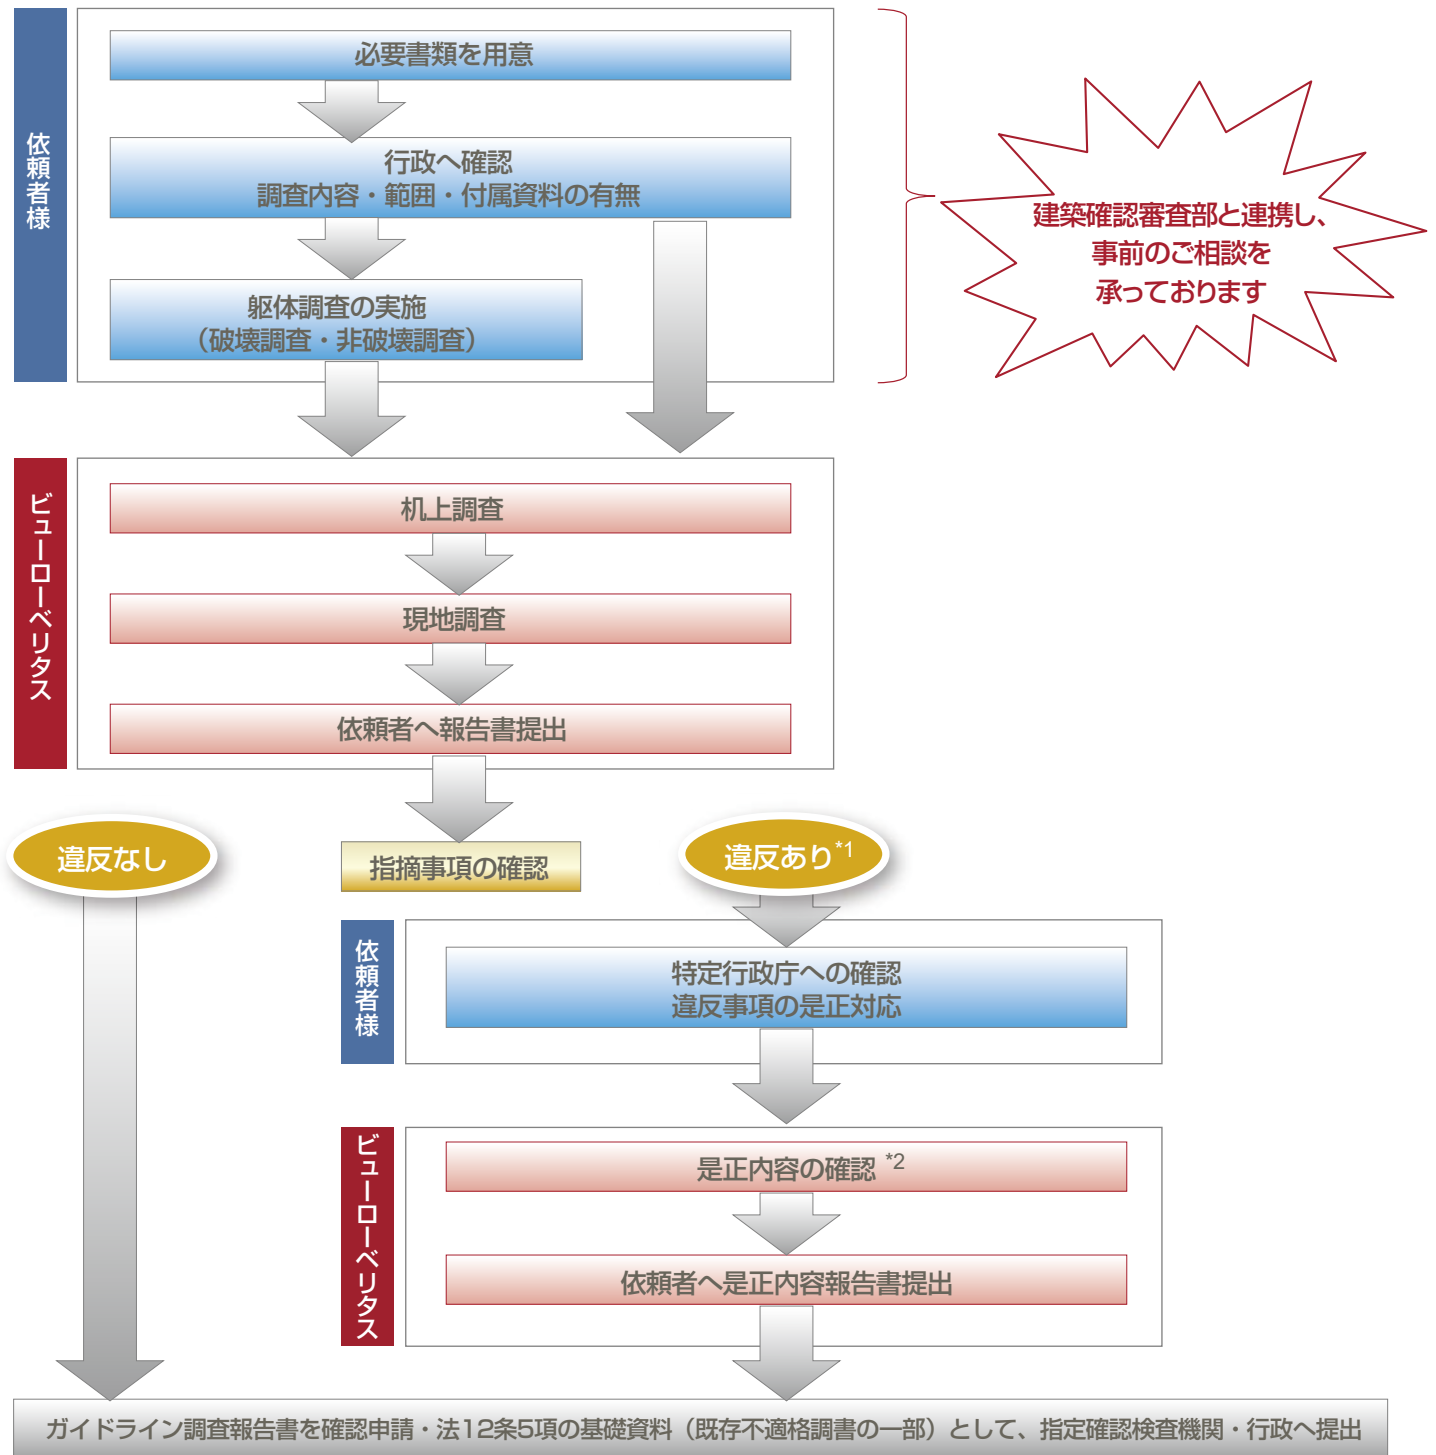 依頼者様
必要書類を用意
行政へ確認
調査内容・範囲・付属資料の有無
躯体調査の実施
（破壊調査・非破壊調査）
建築確認審査部と連携し、
事前のご相談を
承っております
ビューローベリタス
机上調査
現地調査
依頼者へ報告書提出
違反なし
指摘事項の確認
違反あり*1
依頼者様
特定行政庁への確認
違反事項の是正対応
ビューローベリタス
是正内容の確認 *2
依頼者へ是正内容報告書提出
ガイドライン調査報告書を確認申請・法12条5項の基礎資料（既存不適格調書の一部）として、指定確認検査機関・行政へ提出